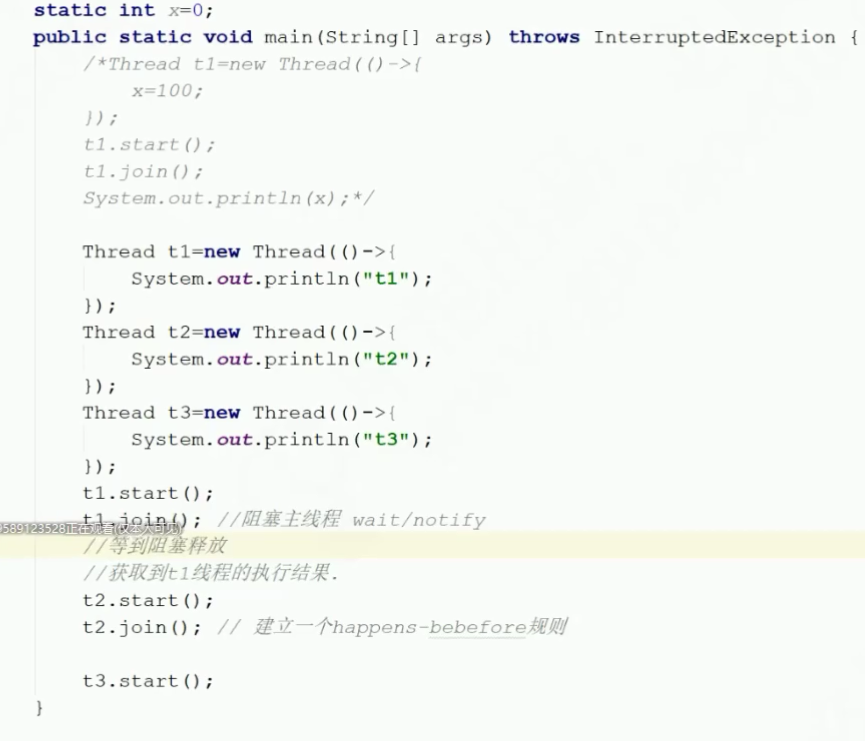 static int x=0;
public static void main(String[] args) throws InterruptedException {
/*Thread t1=new Thread(()->{
x=100;
});
t1.start();
t1.join();
System.out.println(x);*/
Thread t1=new Thread(()->{
System.out.println("t1");
});
Thread t2=new Thread(()->{
System.out.println("t2");
});
Thread t3=new Thread(()->{
System.out.println("t3");
});
t1.start();
t1.join(); //阻塞主线程 wait/notify
//等到阻塞释放
//获取到t1线程的执行结果.
t2.start();
t2.join(); // 建立一个happens-bebefore规则
t3.start();
}